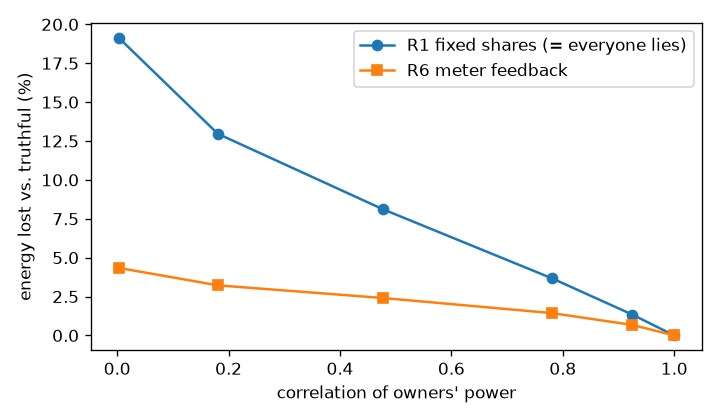 20.0
17.5
15.0
12.5
10.0
7.5
5.0
2.5
0.0
energy lost vs. truthful (%)
R1 fixed shares (= everyone lies)
R6 meter feedback
0.0 0.2 0.4 0.6 0.8 1.0
correlation of owners' power